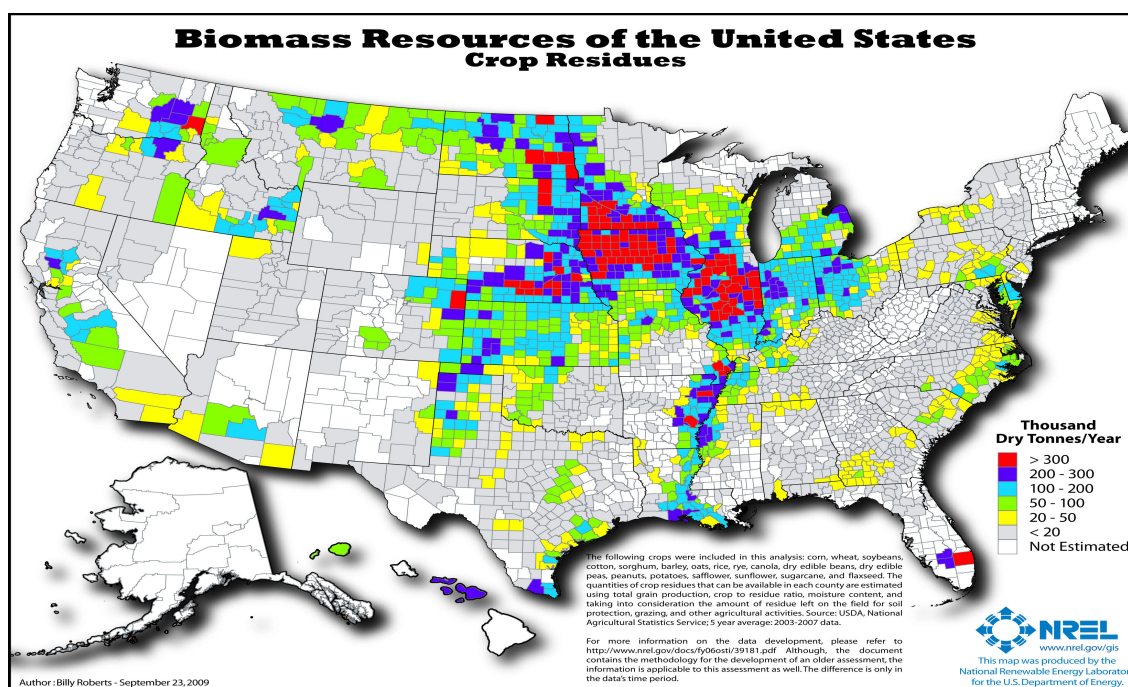 Biomass Resources of the United States
Crop Residues
Thousand
Dry Tonnes/Year
> 300
200 - 300
100 - 200
50 - 100
20 - 50
< 20
Not Estimated
The following crops were included in this analysis: corn, wheat, soybeans,
cotton, sorghum, barley, oats, rice, rye, canola, dry edible beans, dry edible
peas, peanuts, potatoes, safflower, sunflower, sugarcane, and flaxseed. The
quantities of crop residues that can be available in each county are estimated
using total grain production, crop to residue ratio, moisture content, and
taking into consideration the amount of residue left on the field for soil
protection, grazing, and other agricultural activities. Source: USDA, National
Agricultural Statistics Service; 5 year average: 2003-2007 data.
For more information on the data development, please refer to
http://www.nrel.gov/docs/fy06osti/39181.pdf Although, the document
contains the methodology for the development of an older assessment, the
information is applicable to this assessment as well. The difference is only in
the data's time period.
NREL
www.nrel.gov/gis
This map was produced by the
National Renewable Energy Laborator
for the U.S. Department of Energy.
Author : Billy Roberts - September 23, 2009